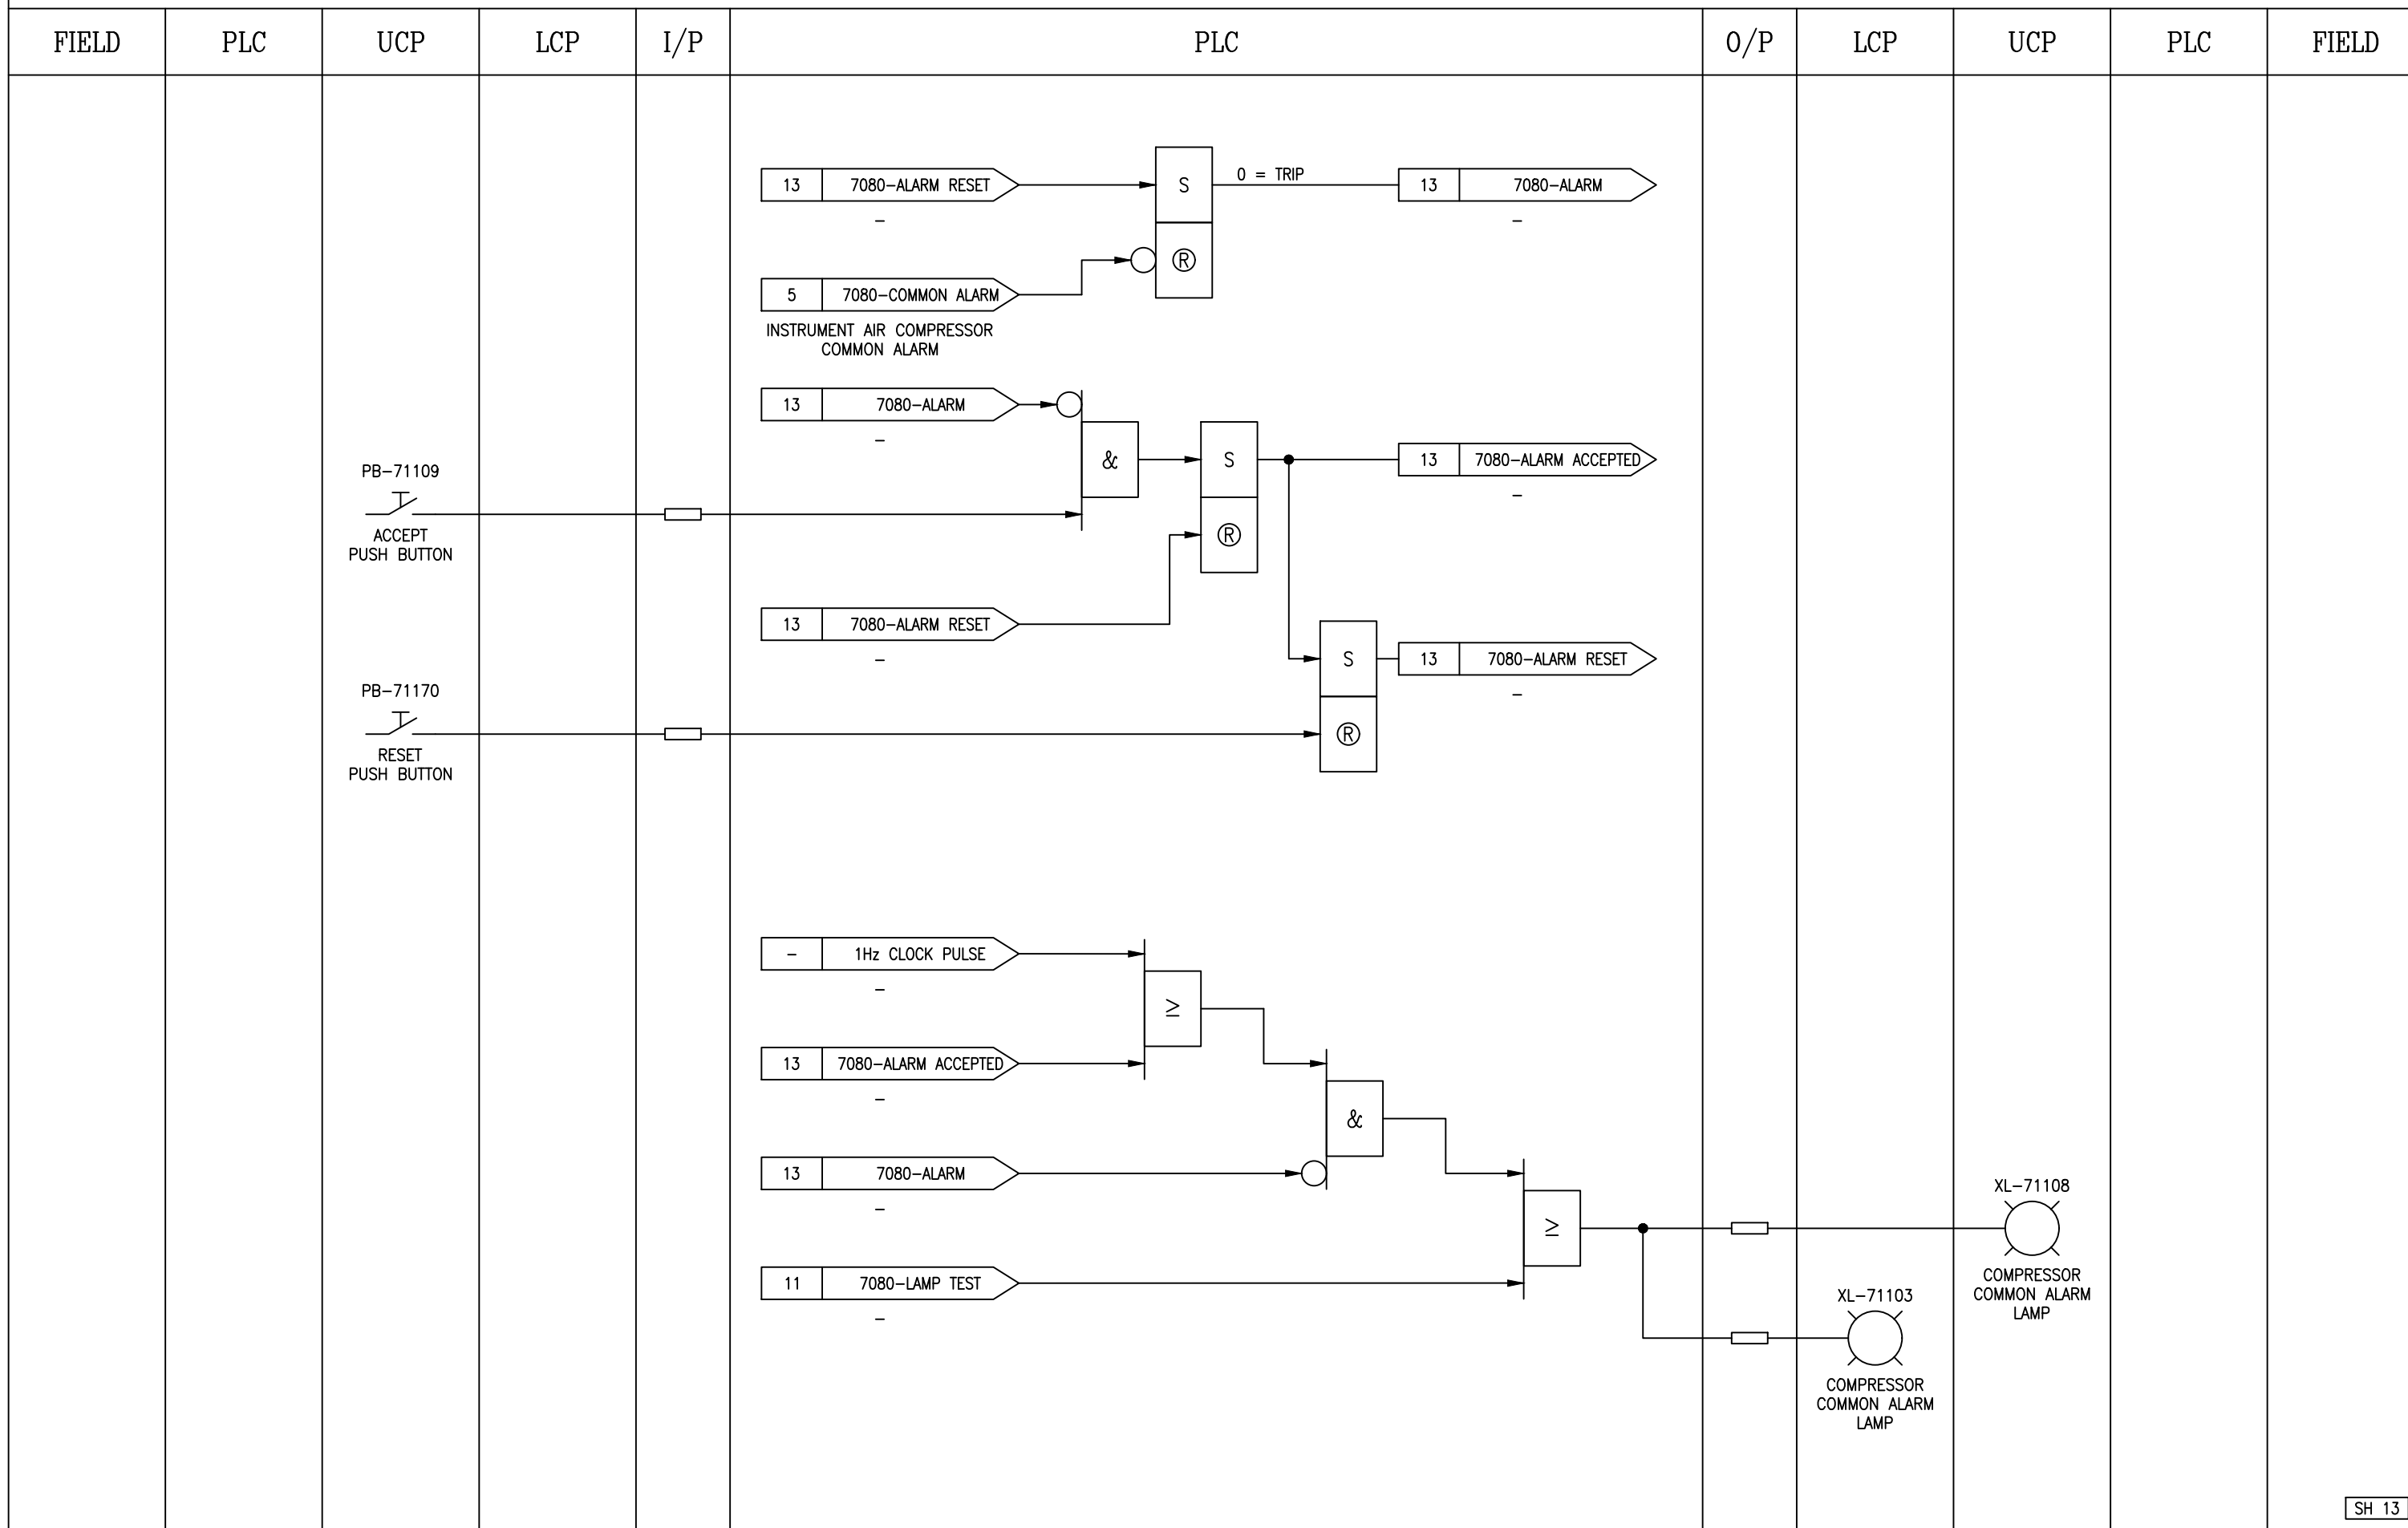 FIELD PLC UCP LCP I/P PLC O/P LCP UCP PLC FIELD
13 7080-ALARM RESET S 0 = TRIP 13 7080-ALARM
- -
Ⓡ
5 7080-COMMON ALARM
INSTRUMENT AIR COMPRESSOR
COMMON ALARM
13 7080-ALARM
-
& S 13 7080-ALARM ACCEPTED
-
PB-71109
ACCEPT
PUSH BUTTON
Ⓡ
13 7080-ALARM RESET
-
S 13 7080-ALARM RESET
-
PB-71170
RESET
PUSH BUTTON
Ⓡ
- 1Hz CLOCK PULSE
-
≥
13 7080-ALARM ACCEPTED
-
&
13 7080-ALARM
-
≥
XL-71108
COMPRESSOR
COMMON ALARM
LAMP
11 7080-LAMP TEST
-
XL-71103
COMPRESSOR
COMMON ALARM
LAMP
SH 13